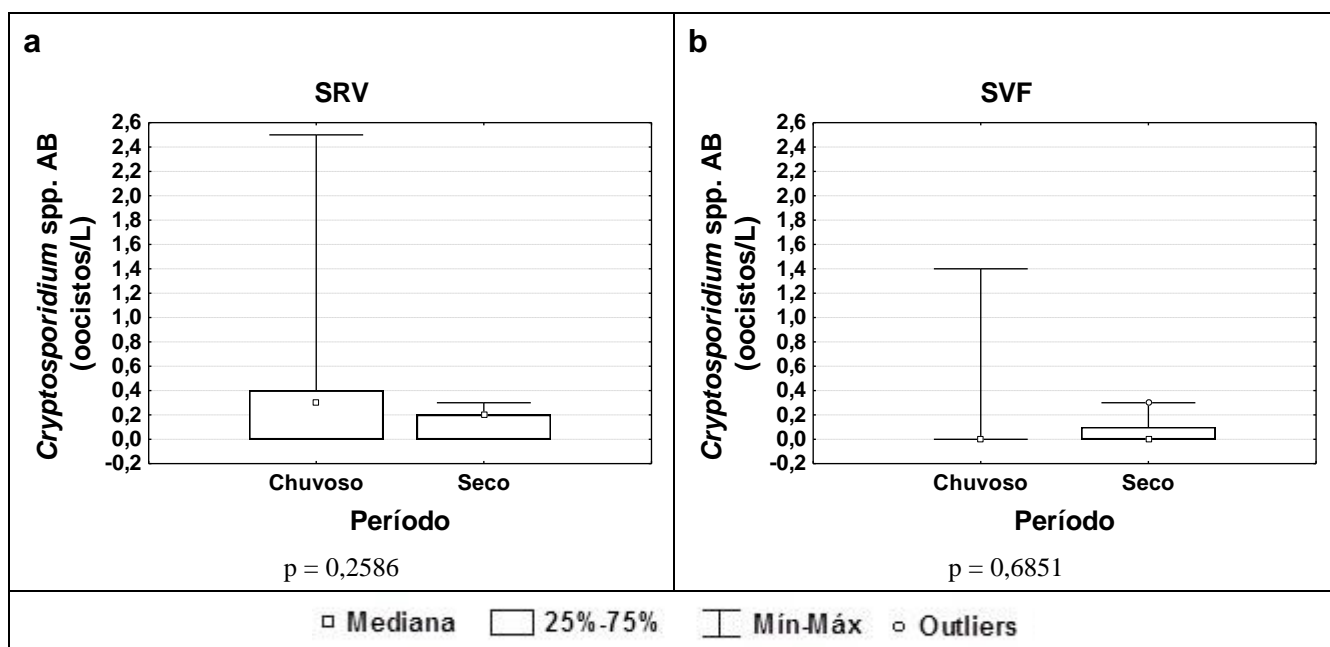 a
SRV
Cryptosporidium spp. AB
(oocistos/L)
2,6
2,4
2,2
2,0
1,8
1,6
1,4
1,2
1,0
0,8
0,6
0,4
0,2
0,0
-0,2
Chuvoso Seco
Período
p = 0,2586
b
SVF
Cryptosporidium spp. AB
(oocistos/L)
2,6
2,4
2,2
2,0
1,8
1,6
1,4
1,2
1,0
0,8
0,6
0,4
0,2
0,0
-0,2
Chuvoso Seco
Período
p = 0,6851
Mediana 25%-75% Mín-Máx Outliers